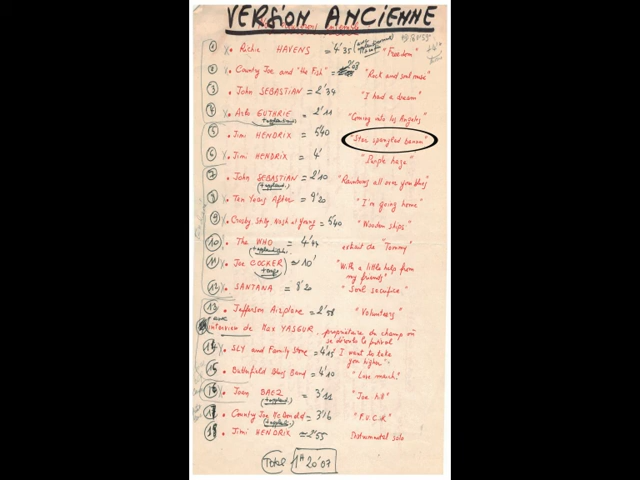 VERSION ANCIENNE
1 Richie HAVENS = 4'35 "Freedom"
2 County Joe and "the Fish" = "Rock and soul music"
3 John SEBASTIAN = 2'34 "I had a dream"
4 Arlo GUTHRIE = 2'11 "Coming into los Angeles"
5 Jimi HENDRIX = 5'40 "Star spangled banner"
6 Jimi HENDRIX = 4' "Purple haze"
7 John SEBASTIAN = 2'10 "Rainbows all over your blues"
8 Ten Years After = 9'20 "I'm going home"
9 Crosby Stills Nash et Young = 5'40 "Wooden ships"
10 The WHO = 4'44 extrait de "Tommy"
11 Joe COCKER = 10' "With a little help from
my friends"
12 SANTANA = 8'20 "Soul sacrifice"
13 Jefferson Airplane = 2'58 "Volunteers"
interview de Max YASGUR .. propriétaire du champ où
se déroule le festival
14 SLY and Family Stone = 4'15 I want to take
you higher"
15 Butterfield Blues Band = 4'10 "Love march"
16 Joan BAEZ = 3'11 "Joe hill"
17 Country Joe McDonald = 3'16 "F.U.C.K."
18 Jimi HENDRIX = 2'55 Instrumental solo
Total 1H 20'07